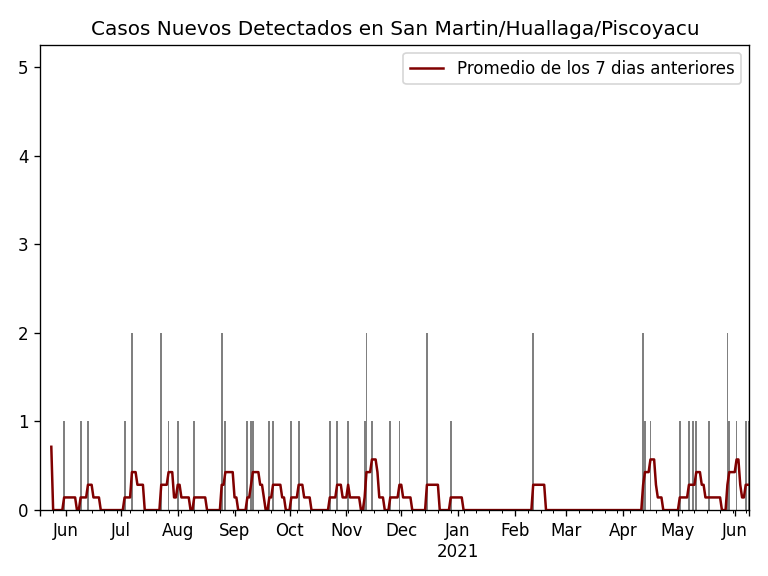 Casos Nuevos Detectados en San Martin/Huallaga/Piscoyacu
Promedio de los 7 dias anteriores
5
4
3
2
1
0
Jun Jul Aug Sep Oct Nov Dec Jan Feb Mar Apr May Jun
2021